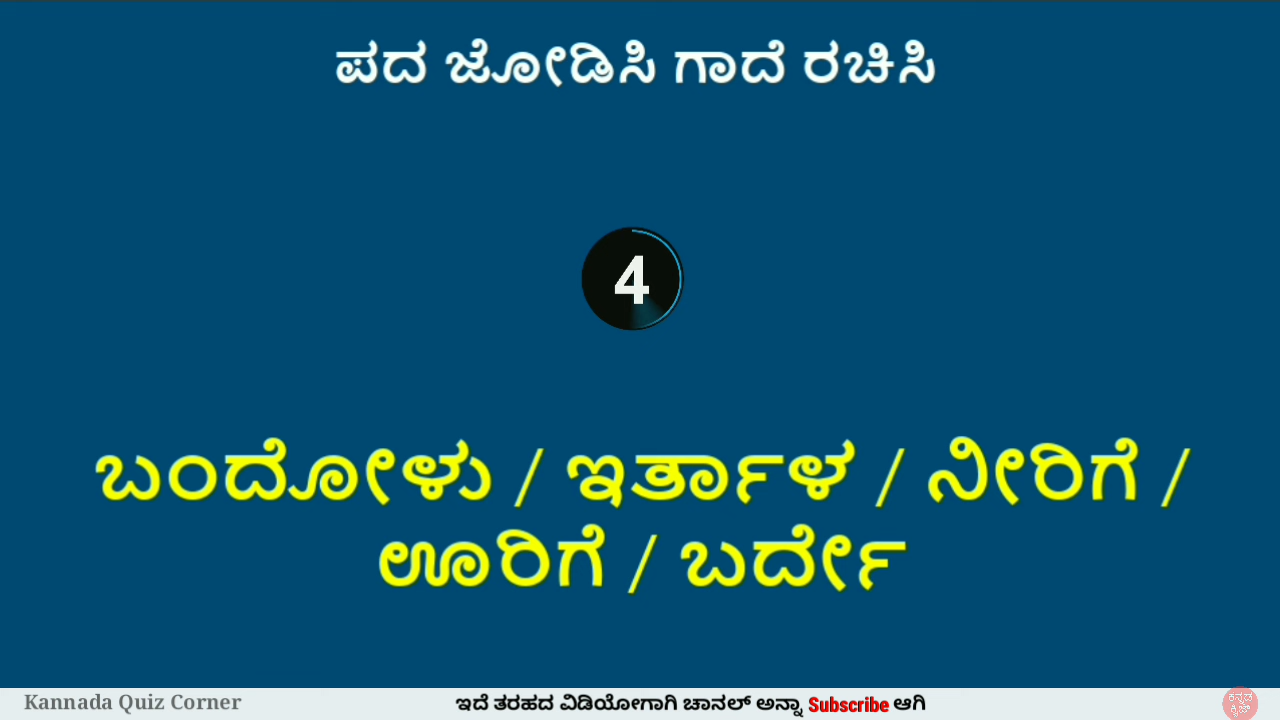 ಪದ ಜೋಡಿಸಿ ಗಾದೆ ರಚಿಸಿ
4
ಬಂದೋಳು / ಇರ್ತಾಳ / ನೀರಿಗೆ /
ಊರಿಗೆ / ಬರ್ದೇ
Kannada Quiz Corner
ಇದೆ ತರಹದ ವಿಡಿಯೋಗಾಗಿ ಚಾನಲ್ ಅನ್ನಾ Subscribe ಆಗಿ